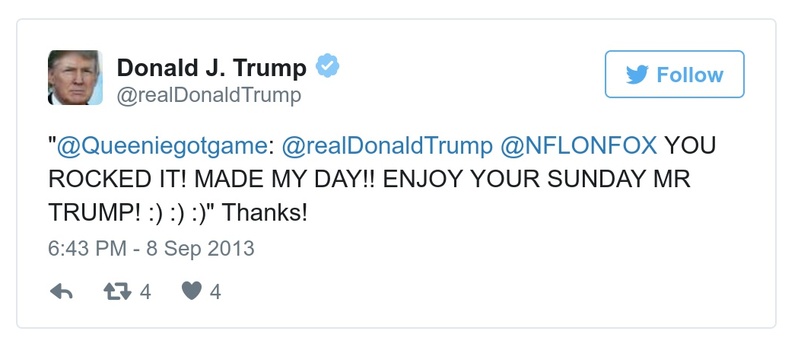 Donald J. Trump
@realDonaldTrump
Follow
"@Queeniegotgame: @realDonaldTrump @NFLONFOX YOU
ROCKED IT! MADE MY DAY!! ENJOY YOUR SUNDAY MR
TRUMP! :) :) :)" Thanks!
6:43 PM - 8 Sep 2013
4 4